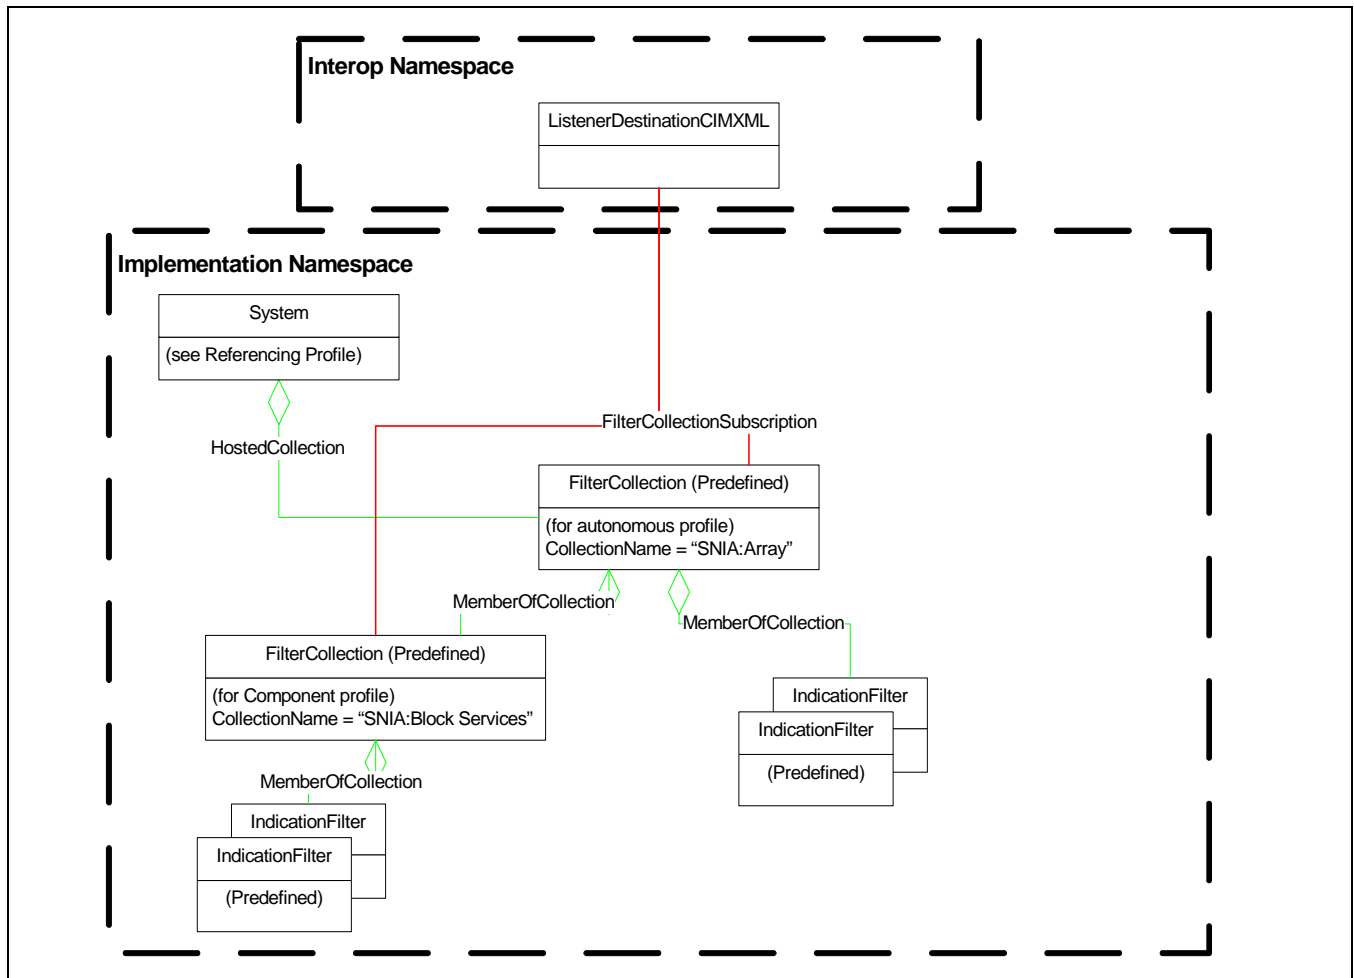 Interop Namespace
ListenerDestinationCIMXML
Implementation Namespace
System
(see Referencing Profile)
FilterCollectionSubscription
HostedCollection
FilterCollection (Predefined)
(for autonomous profile)
CollectionName = “SNIA:Array”
MemberOfCollection
MemberOfCollection
FilterCollection (Predefined)
(for Component profile)
CollectionName = “SNIA:Block Services”
IndicationFilter
IndicationFilter
(Predefined)
MemberOfCollection
IndicationFilter
IndicationFilter
(Predefined)